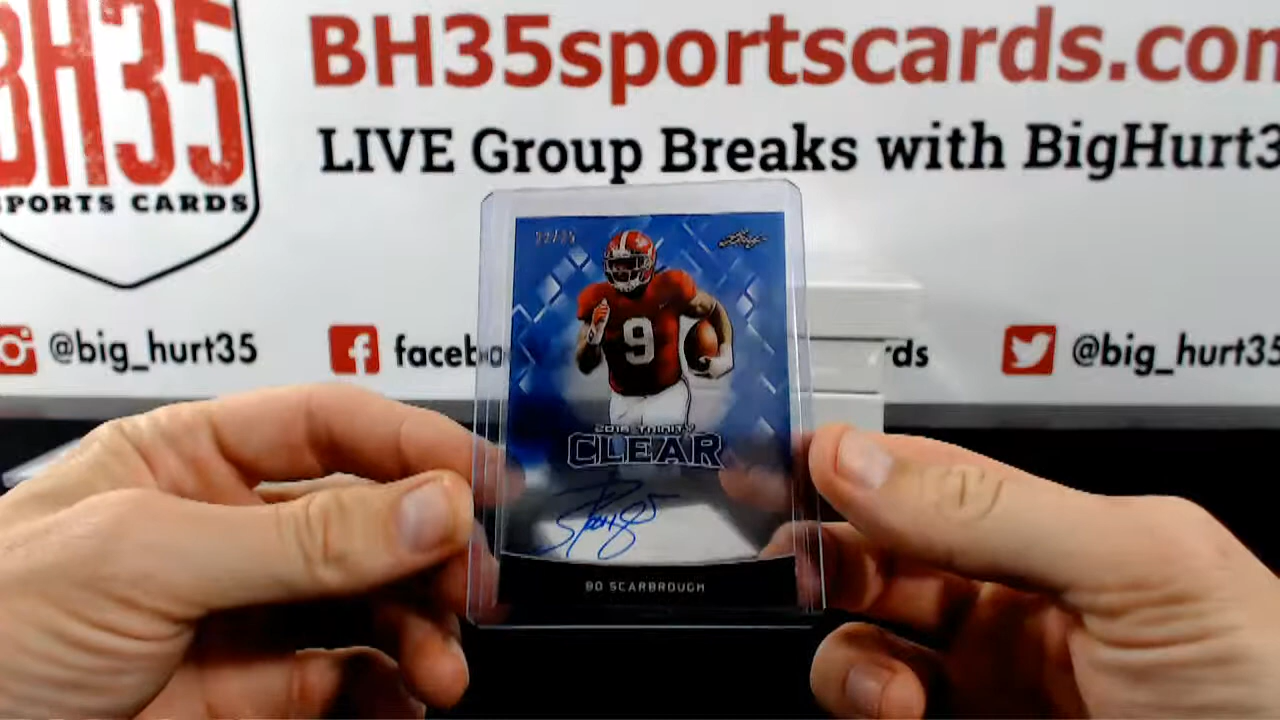 BH35
SPORTS CARDS
BH35sportscards.com
LIVE Group Breaks with BigHurt3
@big_hurt35
faceb
rds
@big_hurt35
Leaf
9
2018 TRINITY
CLEAR
BO SCARBROUGH